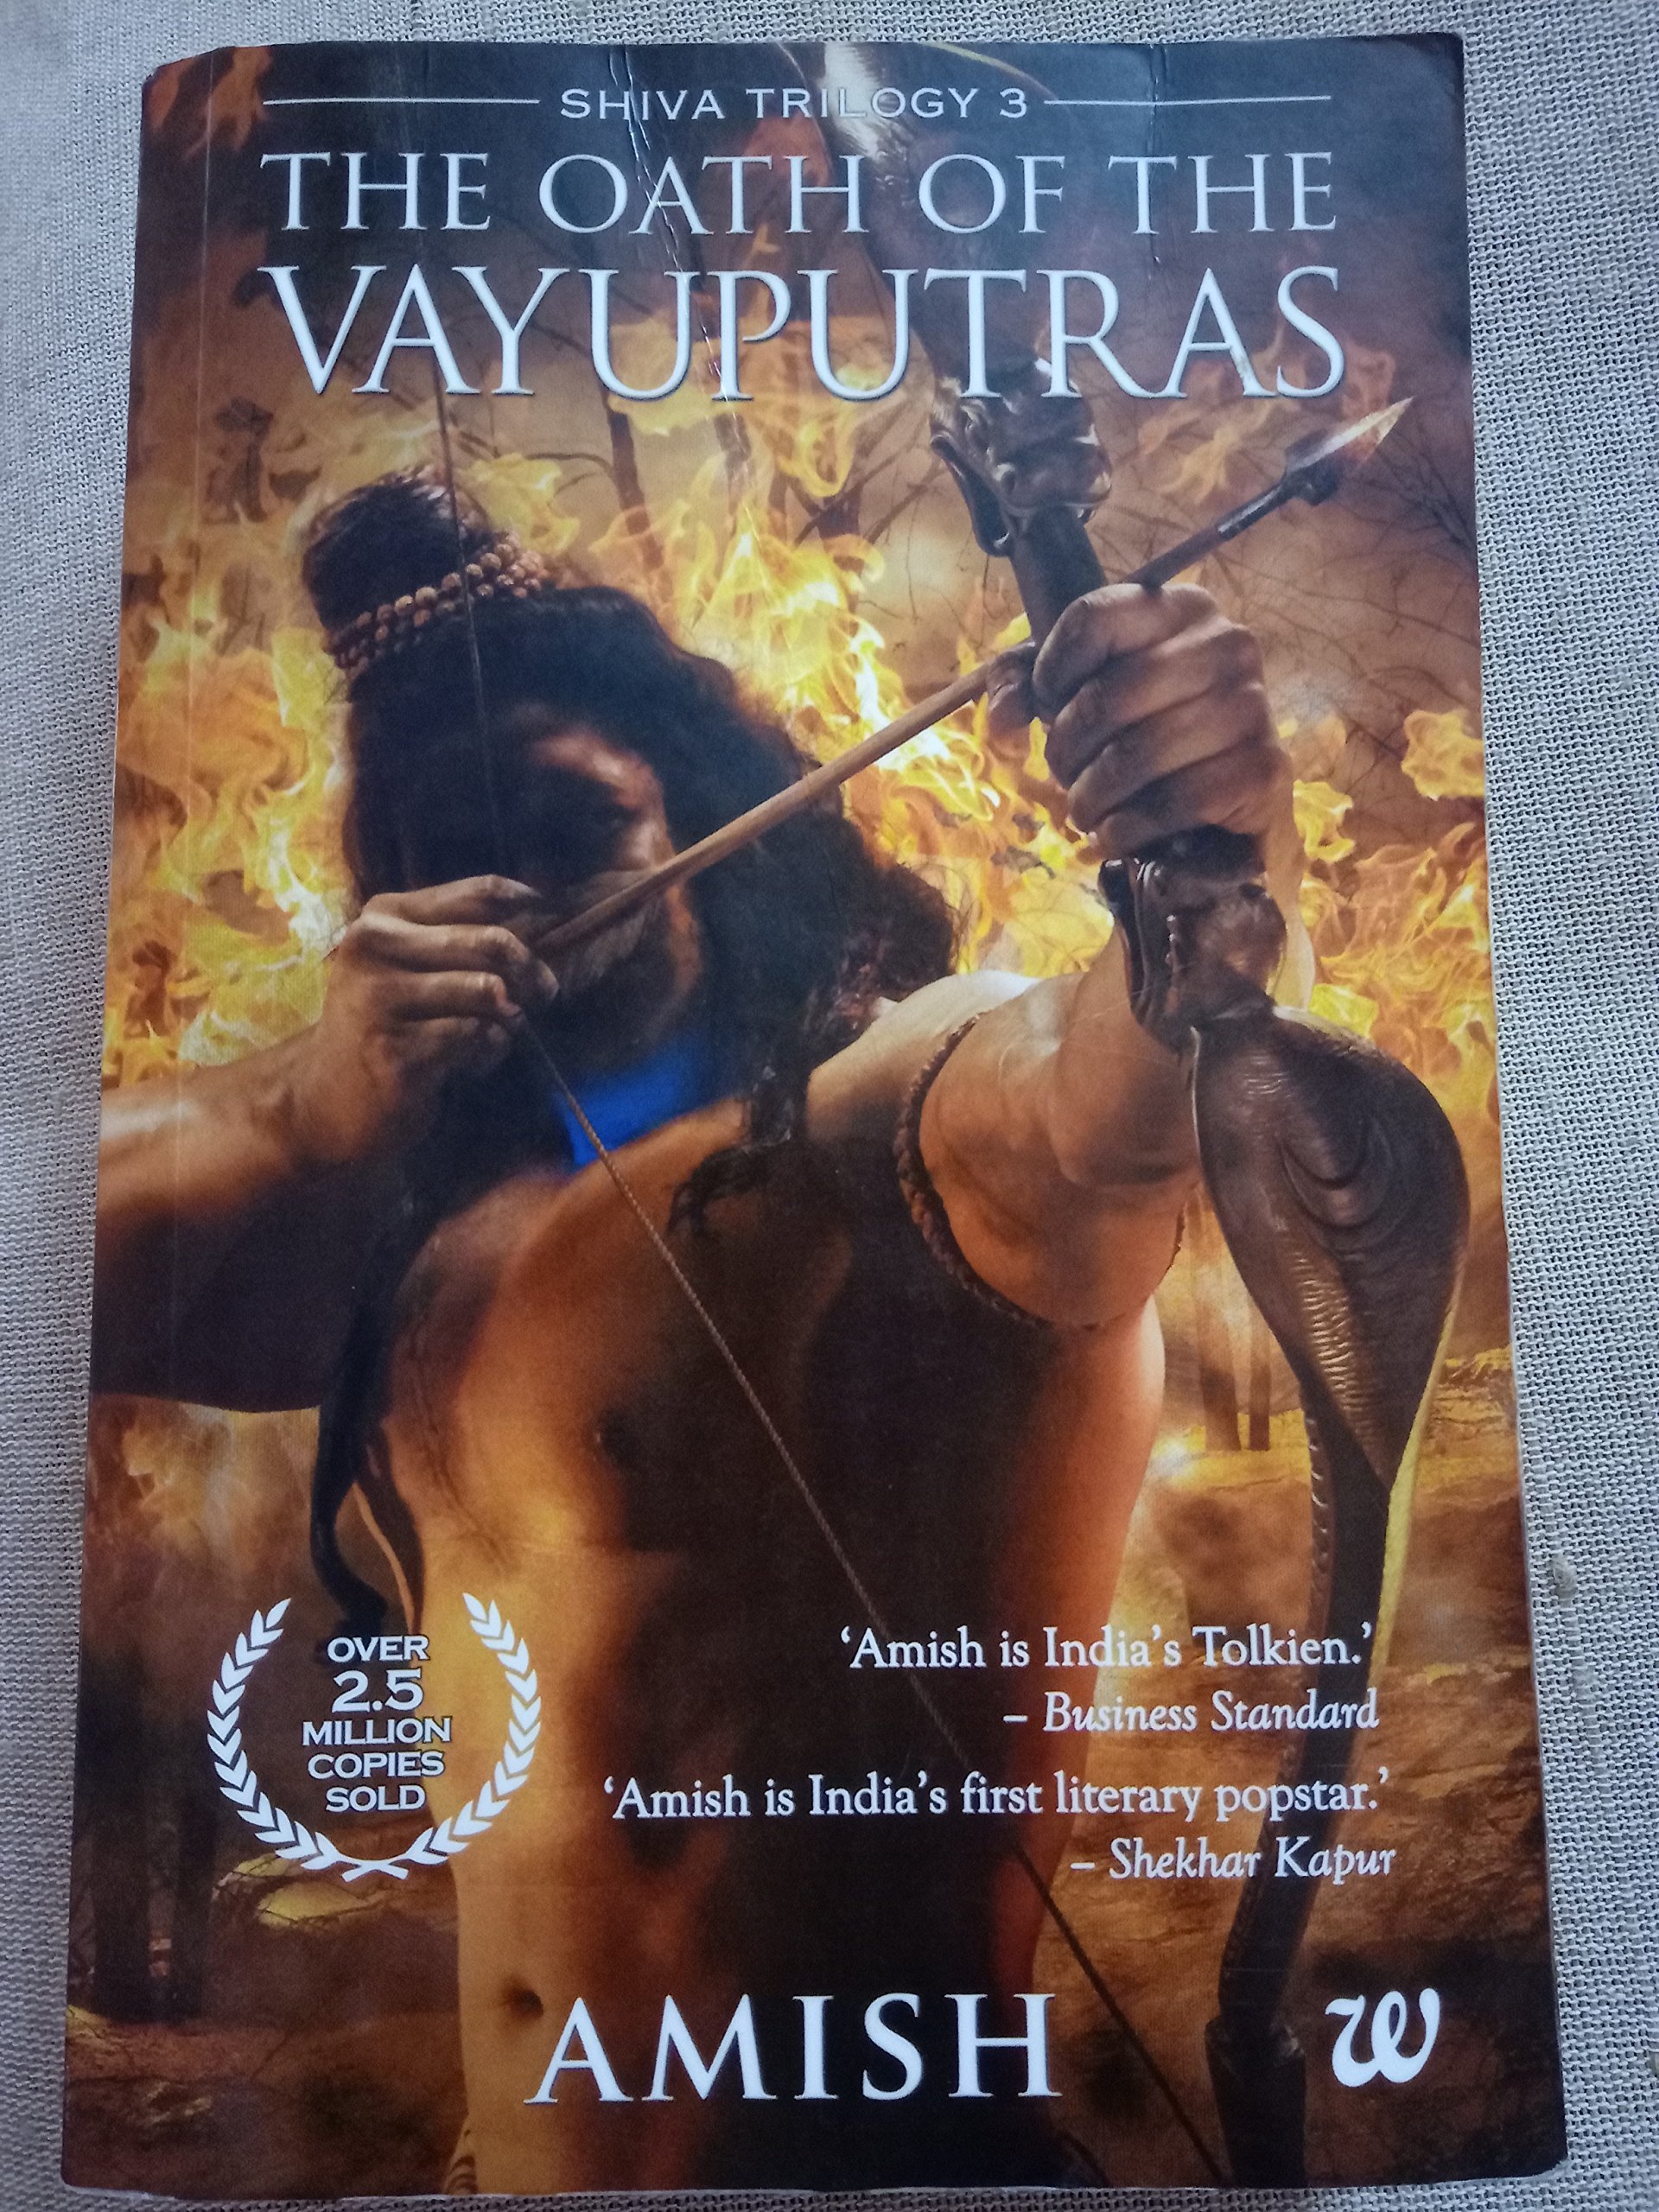 SHIVA TRILOGY 3
THE OATH OF THE
VAYUPUTRAS
OVER
2.5
MILLION
COPIES
SOLD
‘Amish is India’s Tolkien.’
– Business Standard
‘Amish is India’s first literary popstar.’
– Shekhar Kapur
AMISH
w